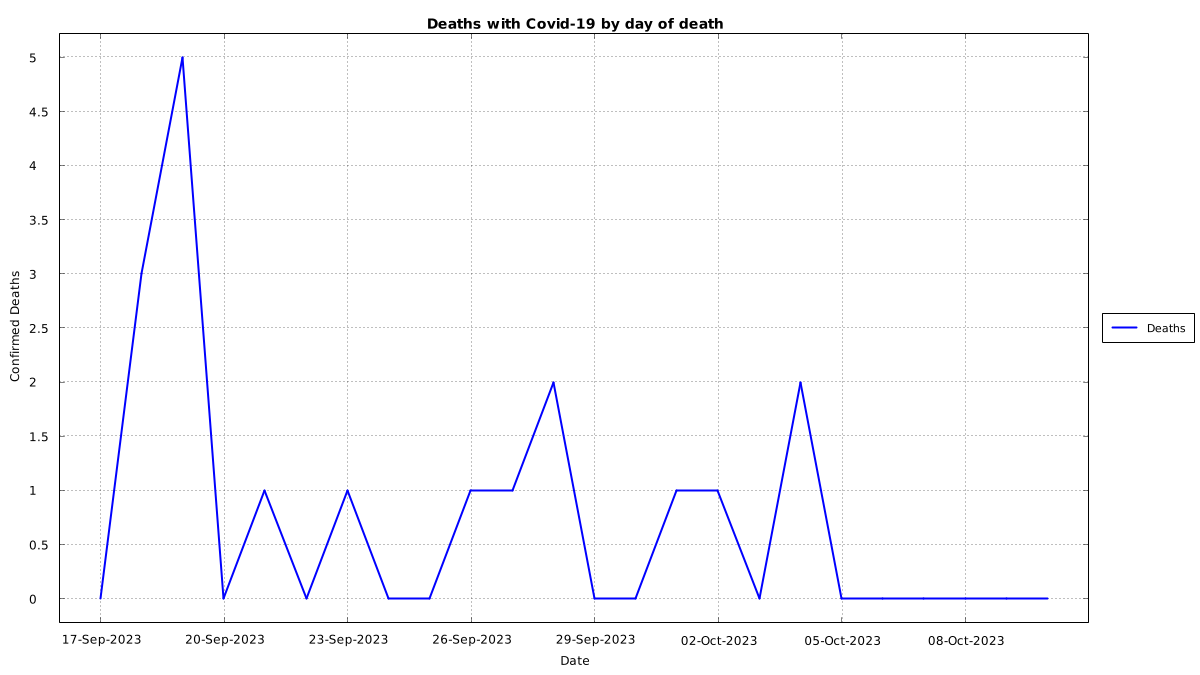 Deaths with Covid-19 by day of death
5
4.5
4
3.5
3
2.5
2
1.5
1
0.5
0
Confirmed Deaths
17-Sep-2023 20-Sep-2023 23-Sep-2023 26-Sep-2023 29-Sep-2023 02-Oct-2023 05-Oct-2023 08-Oct-2023
Date
Deaths